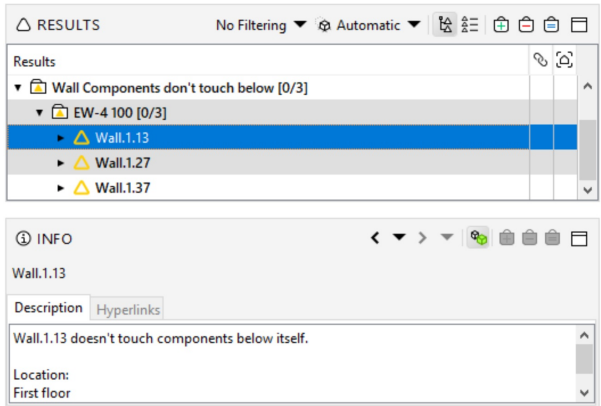 RESULTS
No Filtering
Automatic
Results
Wall Components don't touch below [0/3]
EW-4 100 [0/3]
Wall.1.13
Wall.1.27
Wall.1.37
INFO
Wall.1.13
Description Hyperlinks
Wall.1.13 doesn't touch components below itself.
Location:
First floor